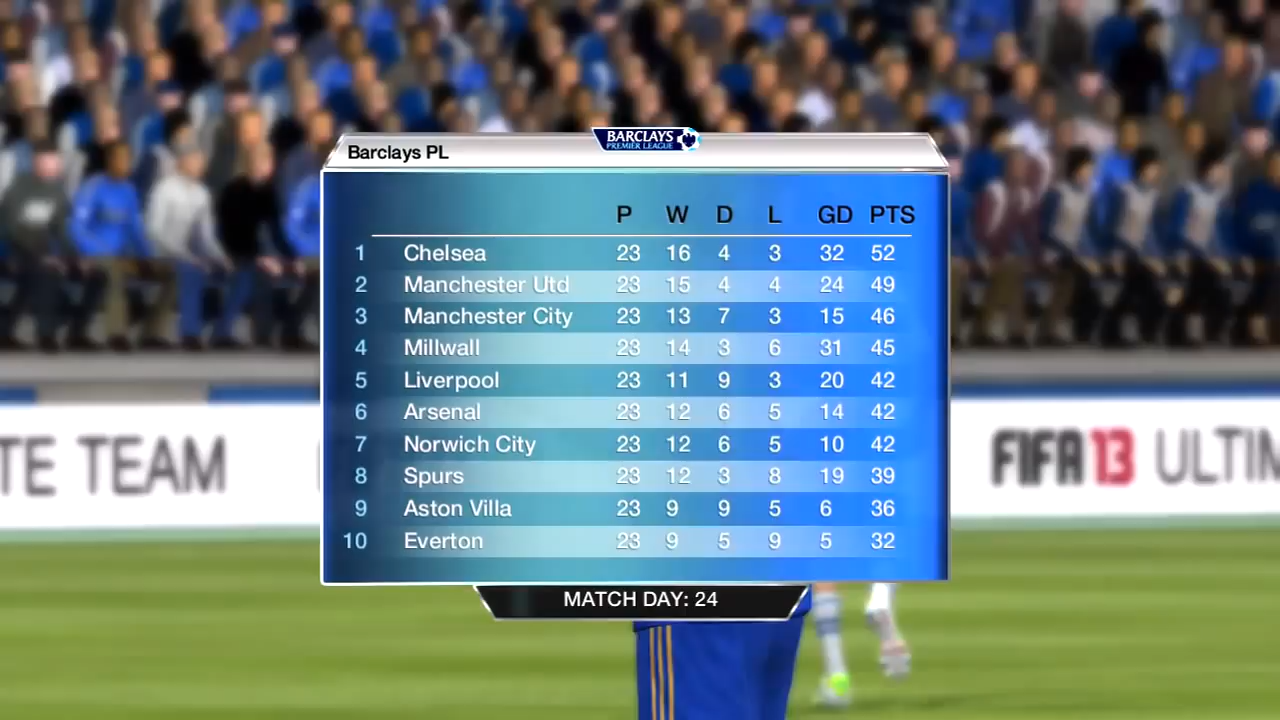 BARCLAYS
PREMIER LEAGUE
Barclays PL
P W D L GD PTS
1 Chelsea 23 16 4 3 32 52
2 Manchester Utd 23 15 4 4 24 49
3 Manchester City 23 13 7 3 15 46
4 Millwall 23 14 3 6 31 45
5 Liverpool 23 11 9 3 20 42
6 Arsenal 23 12 6 5 14 42
7 Norwich City 23 12 6 5 10 42
8 Spurs 23 12 3 8 19 39
9 Aston Villa 23 9 9 5 6 36
10 Everton 23 9 5 9 5 32
TE TEAM
FIFA 13 ULTIM
MATCH DAY: 24